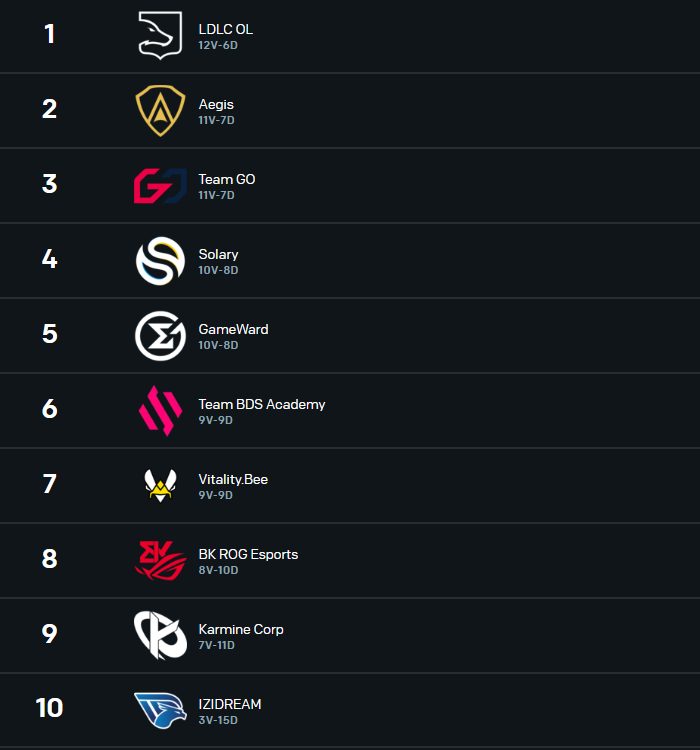 1
LDLC OL
12V-6D
2
Aegis
11V-7D
3
Team GO
11V-7D
4
Solary
10V-8D
5
GameWard
10V-8D
6
Team BDS Academy
9V-9D
7
Vitality.Bee
9V-9D
8
BK ROG Esports
8V-10D
9
Karmine Corp
7V-11D
10
IZIDREAM
3V-15D